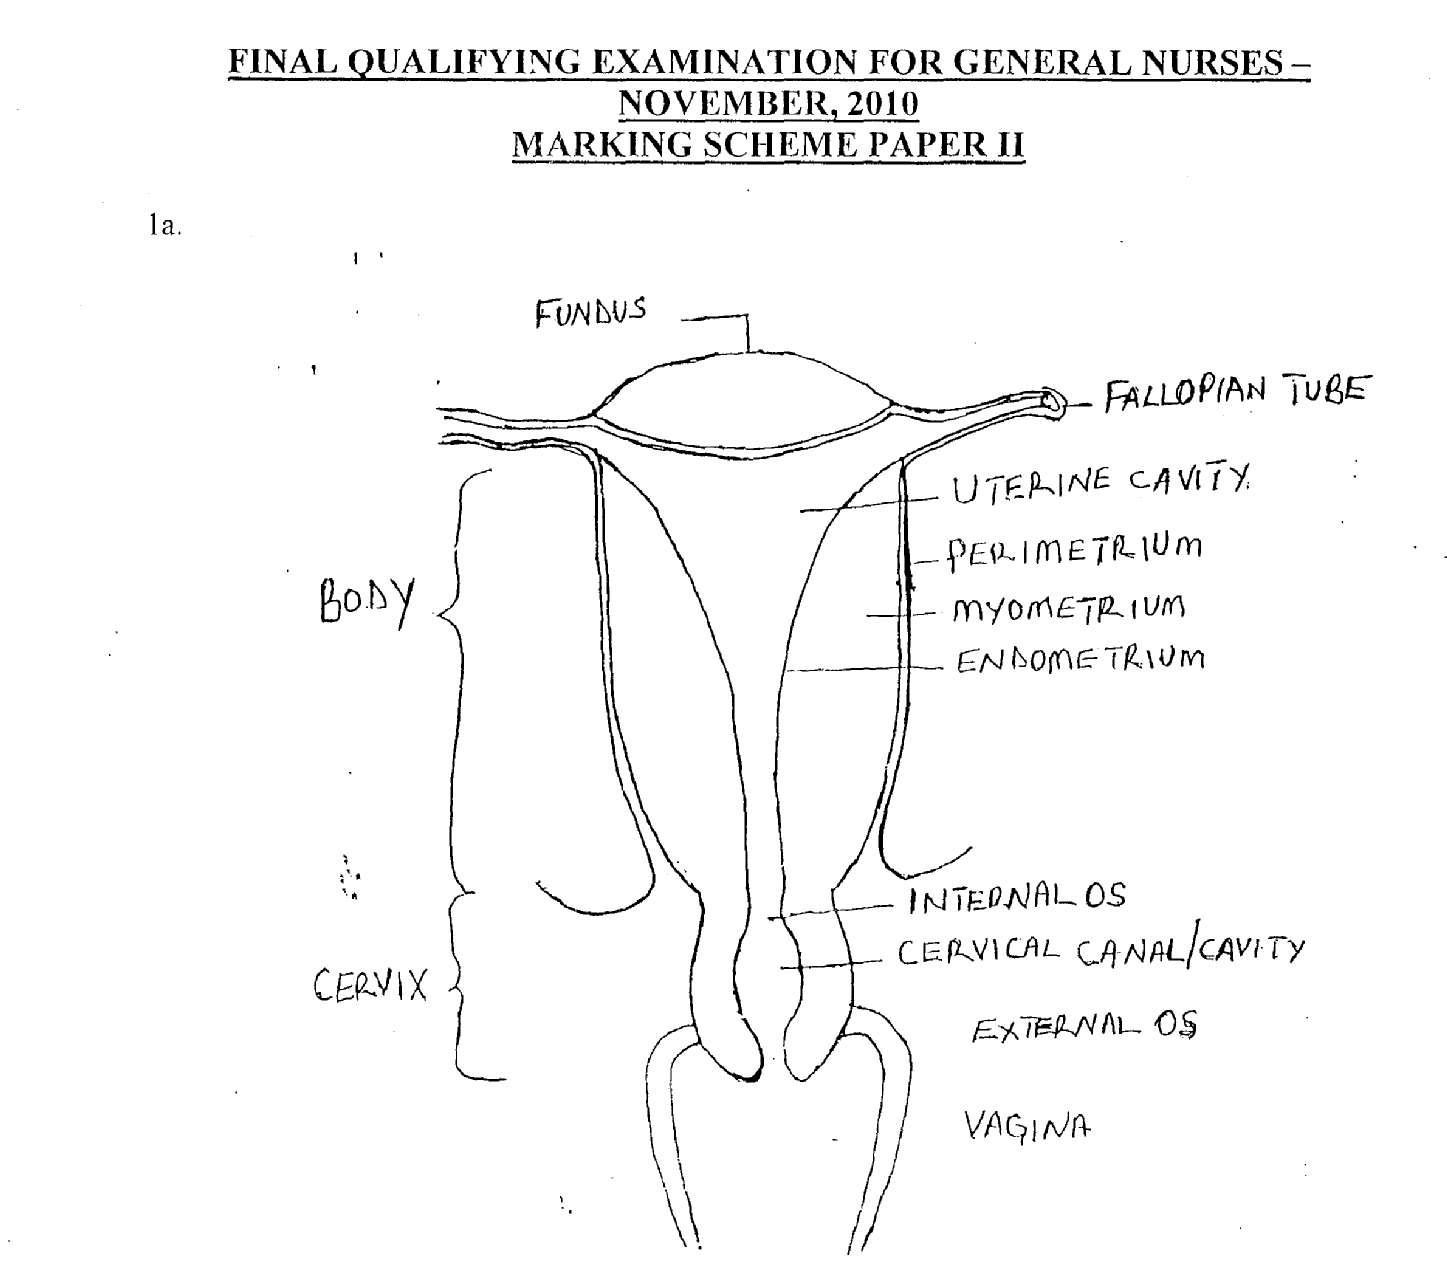 FINAL QUALIFYING EXAMINATION FOR GENERAL NURSES –
NOVEMBER, 2010
MARKING SCHEME PAPER II
1a.
FUNDUS
FALLOPIAN TUBE
UTERINE CAVITY
PERIMETRIUM
BODY
MYOMETRIUM
ENDOMETRIUM
INTERNAL OS
CERVICAL CANAL/CAVITY
CERVIX
EXTERNAL OS
VAGINA